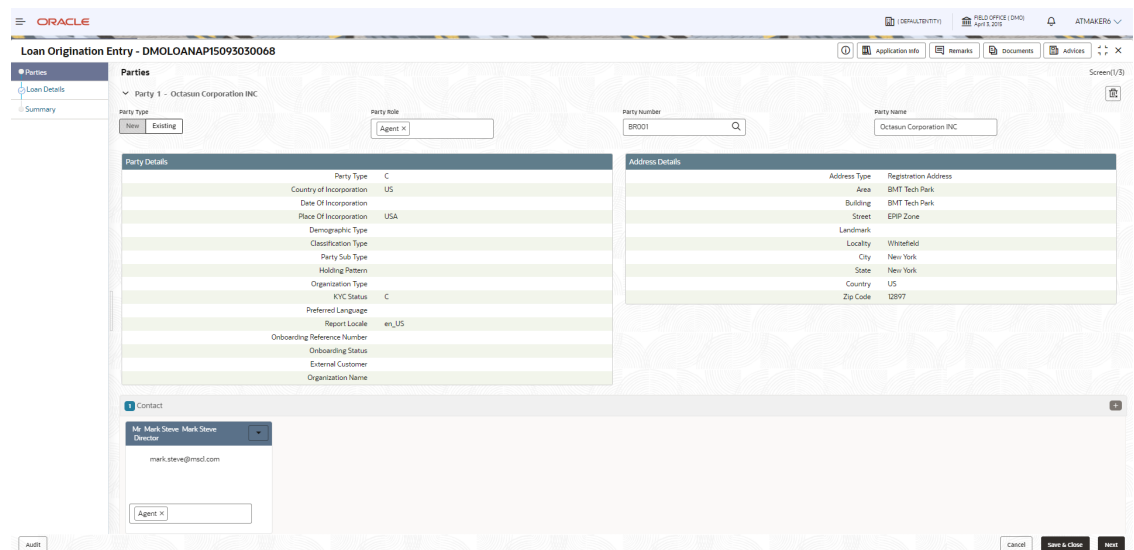 ORACLE
(DEFAULTENTITY)
FIELD OFFICE ( DMO)
April 3, 2015
ATMAKER6
Loan Origination Entry - DMOLOANAP15093030068
Application Info
Remarks
Documents
Advices
Parties
Loan Details
Summary
Parties
Screen(1/3)
Party 1 - Octasun Corporation INC
Party Type
Party Role
Party Number
Party Name
New
Existing
Agent ×
BR001
Octasun Corporation INC
Party Details
Party Type C
Country of Incorporation US
Date Of Incorporation
Place Of Incorporation USA
Demographic Type
Classification Type
Party Sub Type
Holding Pattern
Organization Type
KYC Status C
Preferred Language
Report Locale en_US
Onboarding Reference Number
Onboarding Status
External Customer
Organization Name
Address Details
Address Type Registration Address
Area BMT Tech Park
Building BMT Tech Park
Street EPIP Zone
Landmark
Locality Whitefield
City New York
State New York
Country US
Zip Code 12897
1 Contact
Mr Mark Steve Mark Steve
Director
mark.steve@mscl.com
Agent ×
Audit
Cancel
Save & Close
Next